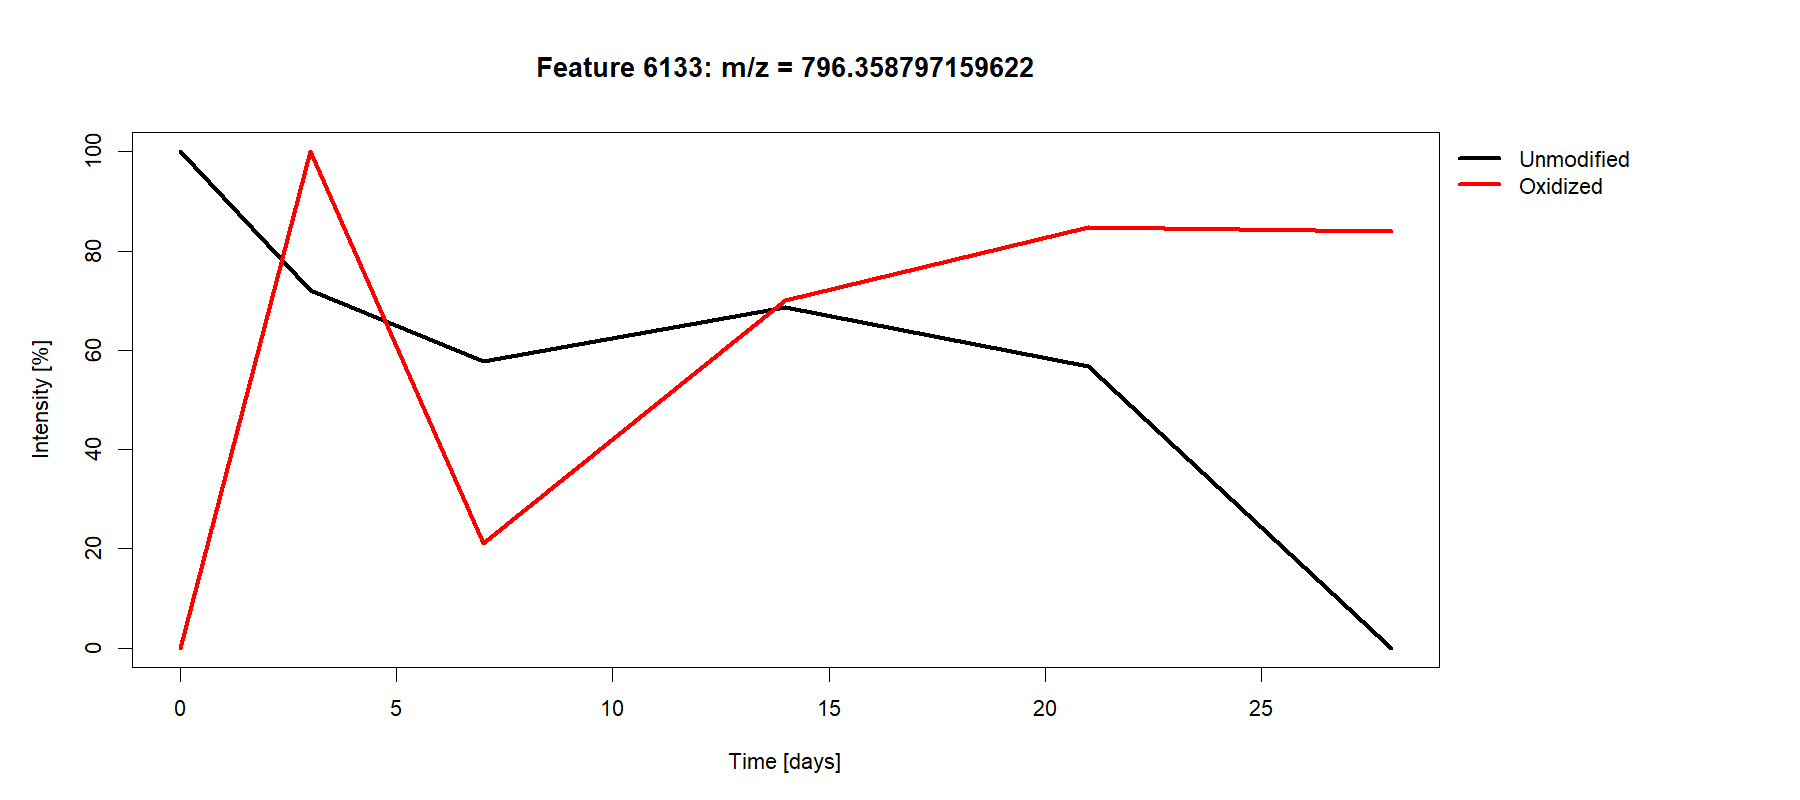 Feature 6133: m/z = 796.358797159622
Unmodified
Oxidized
Intensity [%]
100
80
60
40
20
0
0 5 10 15 20 25
Time [days]